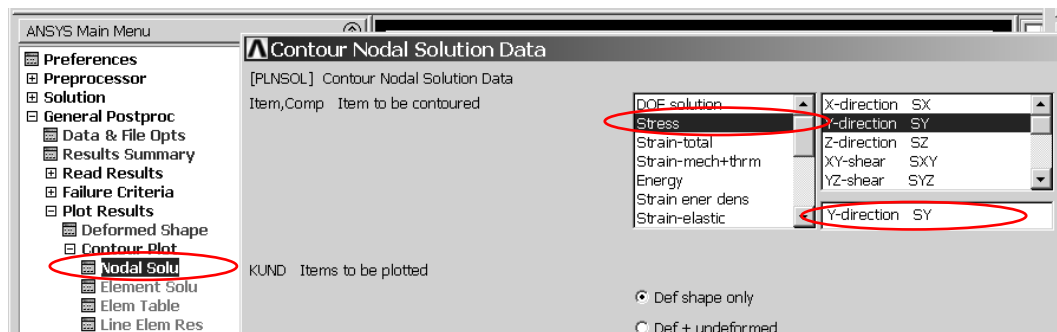 ANSYS Main Menu
Preferences
Preprocessor
Solution
General Postproc
Data & File Opts
Results Summary
Read Results
Failure Criteria
Plot Results
Deformed Shape
Contour Plot
Nodal Solu
Element Solu
Elem Table
Line Elem Res
Contour Nodal Solution Data
[PLNSOL] Contour Nodal Solution Data
Item,Comp Item to be contoured
DOF solution
Stress
Strain-total
Strain-mech+thrm
Energy
Strain ener dens
Strain-elastic
X-direction SX
Y-direction SY
Z-direction SZ
XY-shear SXY
YZ-shear SYZ
Y-direction SY
KUND Items to be plotted
Def shape only
Def + undeformed